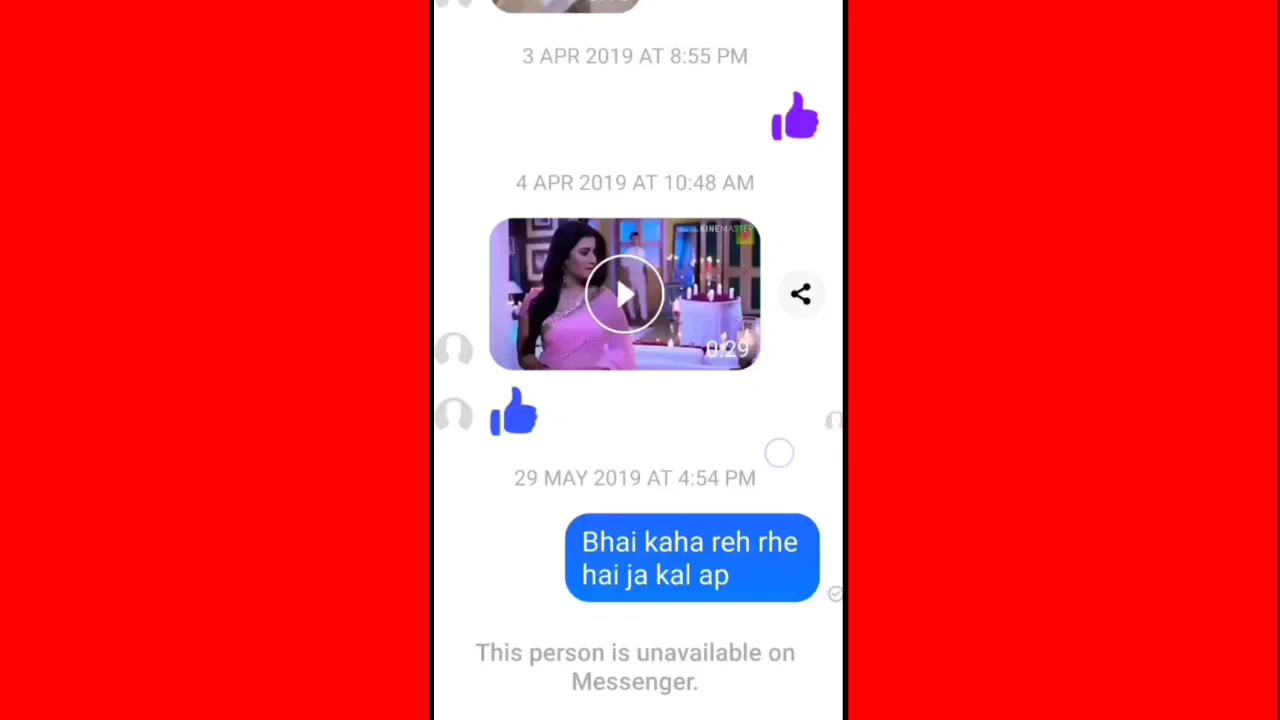 3 APR 2019 AT 8:55 PM
4 APR 2019 AT 10:48 AM
KINEMASTER
0:29
29 MAY 2019 AT 4:54 PM
Bhai kaha reh rhe
hai ja kal ap
This person is unavailable on
Messenger.